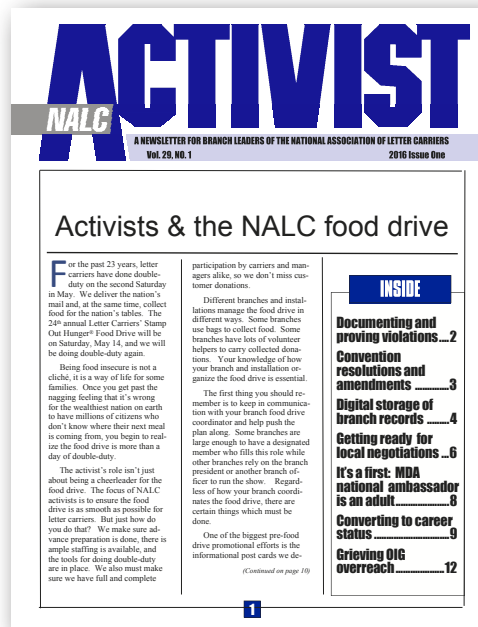 NALC
ACTIVIST
A NEWSLETTER FOR BRANCH LEADERS OF THE NATIONAL ASSOCIATION OF LETTER CARRIERS
Vol. 29, NO. 1 2016 Issue One
Activists & the NALC food drive
For the past 23 years, letter
carriers have done double-
duty on the second Saturday
in May. We deliver the nation's
mail and, at the same time, collect
food for the nation's tables. The
24th annual Letter Carriers' Stamp
Out Hunger® Food Drive will be
on Saturday, May 14, and we will
be doing double-duty again.
Being food insecure is not a
cliché, it is a way of life for some
families. Once you get past the
nagging feeling that it's wrong
for the wealthiest nation on earth
to have millions of citizens who
don't know where their next meal
is coming from, you begin to real-
ize the food drive is more than a
day of double-duty.
The activist's role isn't just
about being a cheerleader for the
food drive. The focus of NALC
activists is to ensure the food
drive is as smooth as possible for
letter carriers. But just how do
you do that? We make sure ad-
vance preparation is done, there is
ample staffing is available, and
the tools for doing double-duty
are in place. We also must make
sure we have full and complete
participation by carriers and man-
agers alike, so we don't miss cus-
tomer donations.
Different branches and instal-
lations manage the food drive in
different ways. Some branches
use bags to collect food. Some
branches have lots of volunteer
helpers to carry collected dona-
tions. Your knowledge of how
your branch and installation or-
ganize the food drive is essential.
The first thing you should re-
member is to keep in communica-
tion with your branch food drive
coordinator and help push the
plan along. Some branches are
large enough to have a designated
member who fills this role while
other branches rely on the branch
president or another branch of-
ficer to run the show. Regard-
less of how your branch coordi-
nates the food drive, there are
certain things which must be
done.
One of the biggest pre-food
drive promotional efforts is the
informational post cards we de-
(Continued on page 10)
INSIDE
Documenting and
proving violations....2
Convention
resolutions and
amendments .............3
Digital storage of
branch records ........4
Getting ready for
local negotiations ...6
It's a first: MDA
national ambassador
is an adult...................8
Converting to career
status ............................9
Grieving OIG
overreach..................12
1